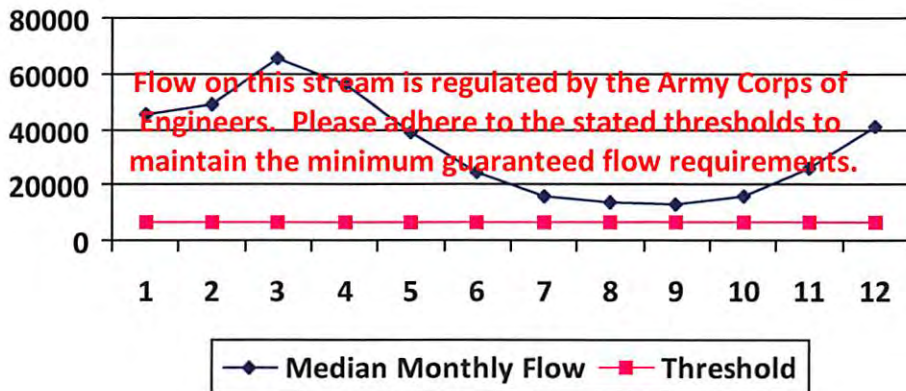 80000
60000
40000
20000
0
Flow on this stream is regulated by the Army Corps of
Engineers. Please adhere to the stated thresholds to
maintain the minimum guaranteed flow requirements.
1 2 3 4 5 6 7 8 9 10 11 12
Median Monthly Flow Threshold